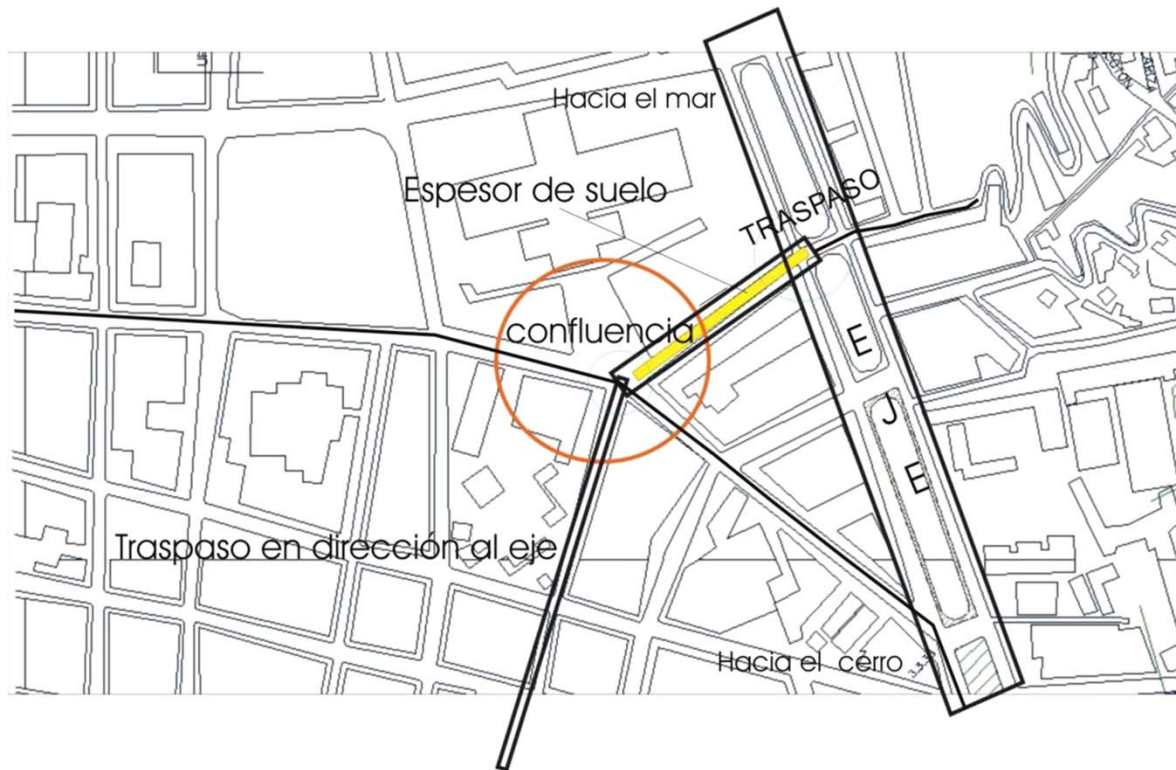 Hacia el mar
Espesor de suelo
TRASPASO
confluencia
E
J
E
Traspaso en dirección al eje
Hacia el cerro